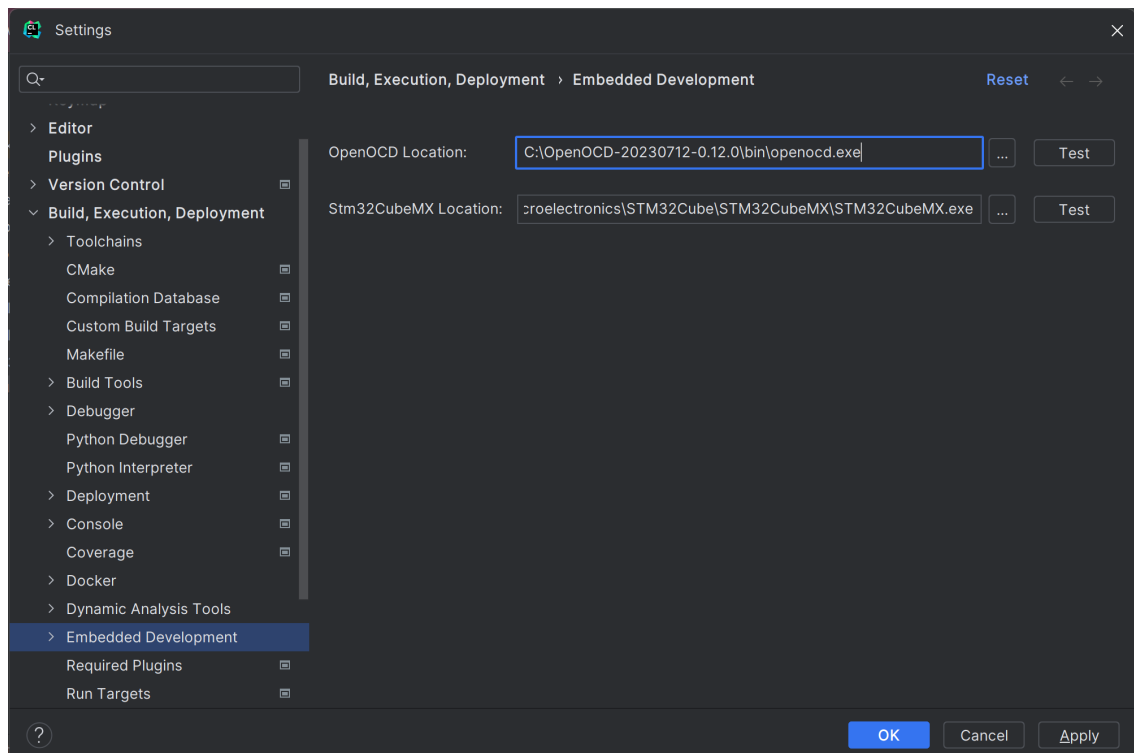 Settings
Build, Execution, Deployment › Embedded Development
Reset
Editor
Plugins
Version Control
Build, Execution, Deployment
Toolchains
CMake
Compilation Database
Custom Build Targets
Makefile
Build Tools
Debugger
Python Debugger
Python Interpreter
Deployment
Console
Coverage
Docker
Dynamic Analysis Tools
Embedded Development
Required Plugins
Run Targets
OpenOCD Location: C:\OpenOCD-20230712-0.12.0\bin\openocd.exe ... Test
Stm32CubeMX Location: croelectronics\STM32Cube\STM32CubeMX\STM32CubeMX.exe ... Test
? OK Cancel Apply